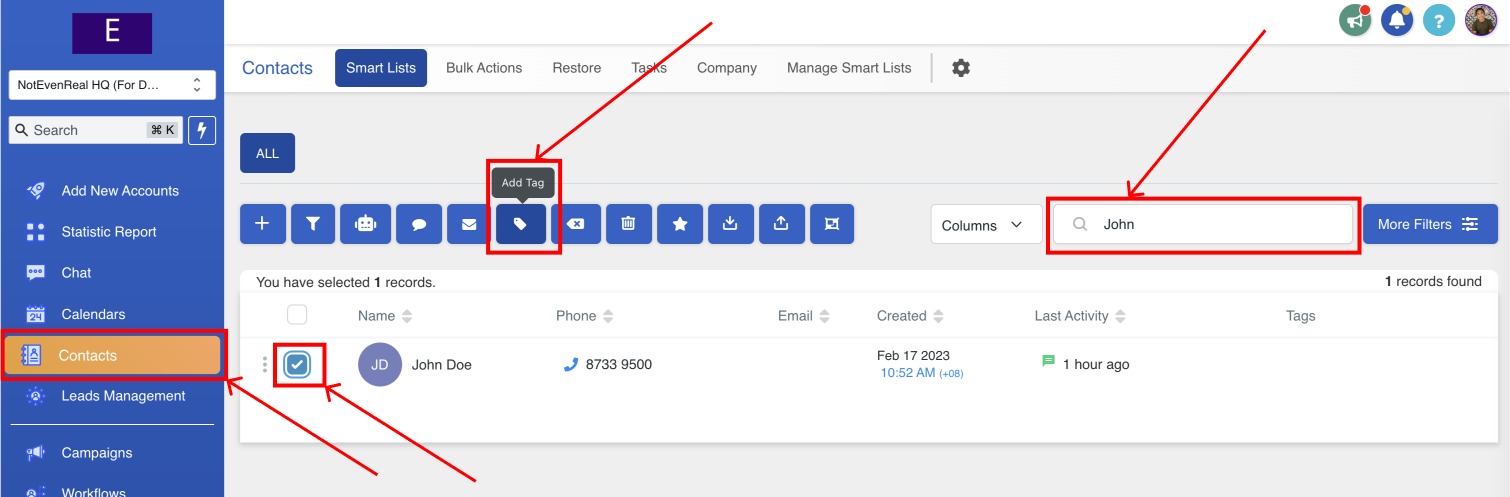 E
NotEvenReal HQ (For D...
Search ⌘ K
Add New Accounts
Statistic Report
Chat
24 Calendars
Contacts
Leads Management
Campaigns
Workflows
?
Contacts Smart Lists Bulk Actions Restore Tasks Company Manage Smart Lists
ALL
Add Tag
Columns John More Filters
You have selected 1 records. 1 records found
Name Phone Email Created Last Activity Tags
JD John Doe 8733 9500 Feb 17 2023 1 hour ago
10:52 AM (+08)